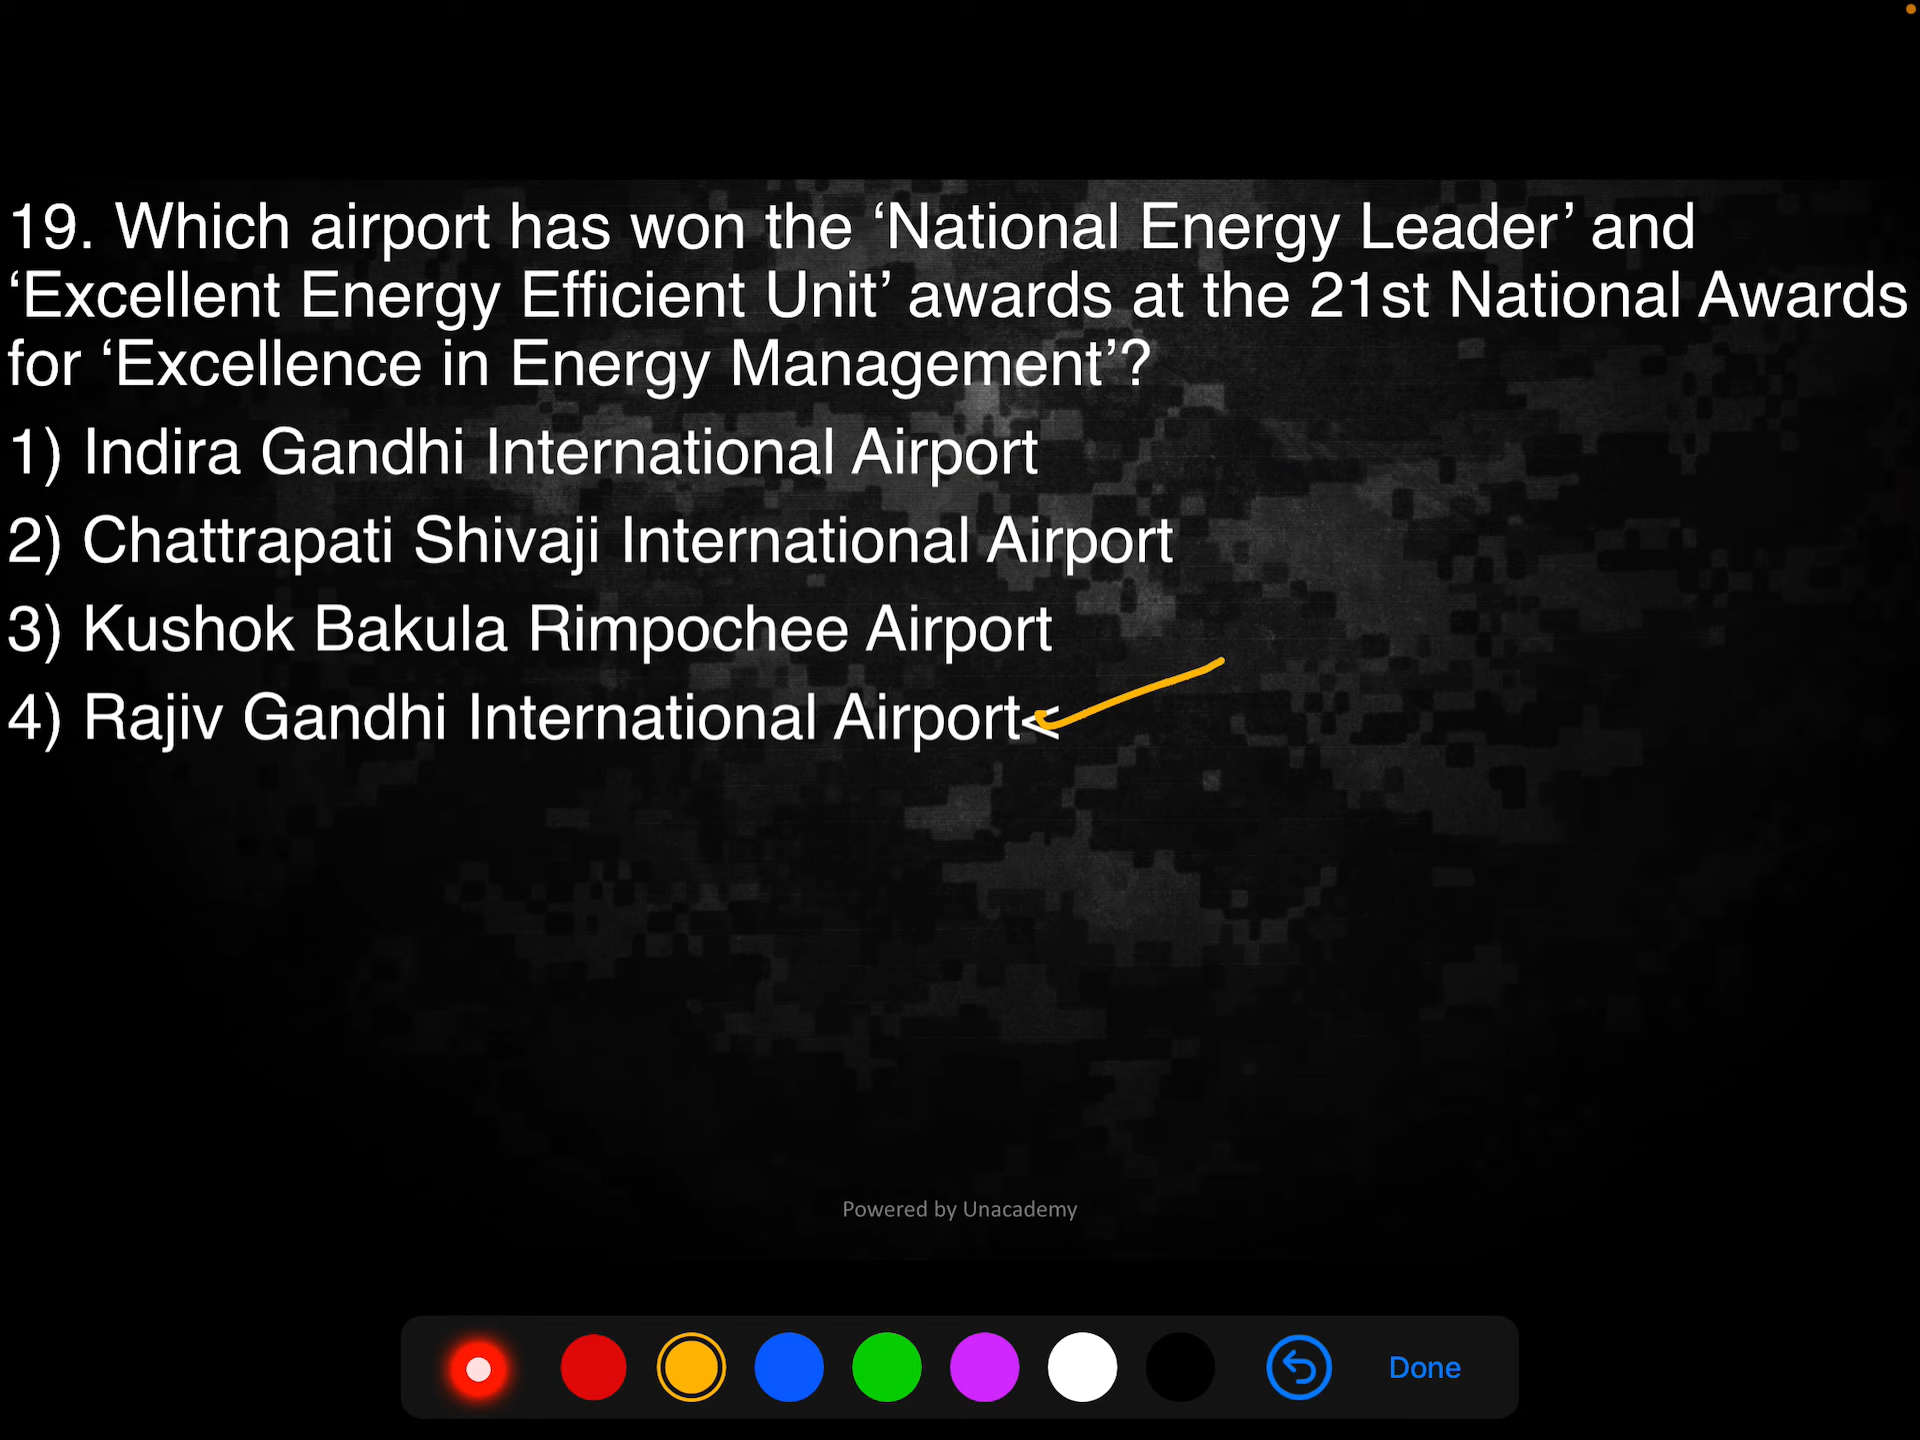 19. Which airport has won the ‘National Energy Leader’ and
‘Excellent Energy Efficient Unit’ awards at the 21st National Awards
for ‘Excellence in Energy Management’?
1) Indira Gandhi International Airport
2) Chattrapati Shivaji International Airport
3) Kushok Bakula Rimpochee Airport
4) Rajiv Gandhi International Airport<
Powered by Unacademy
Done